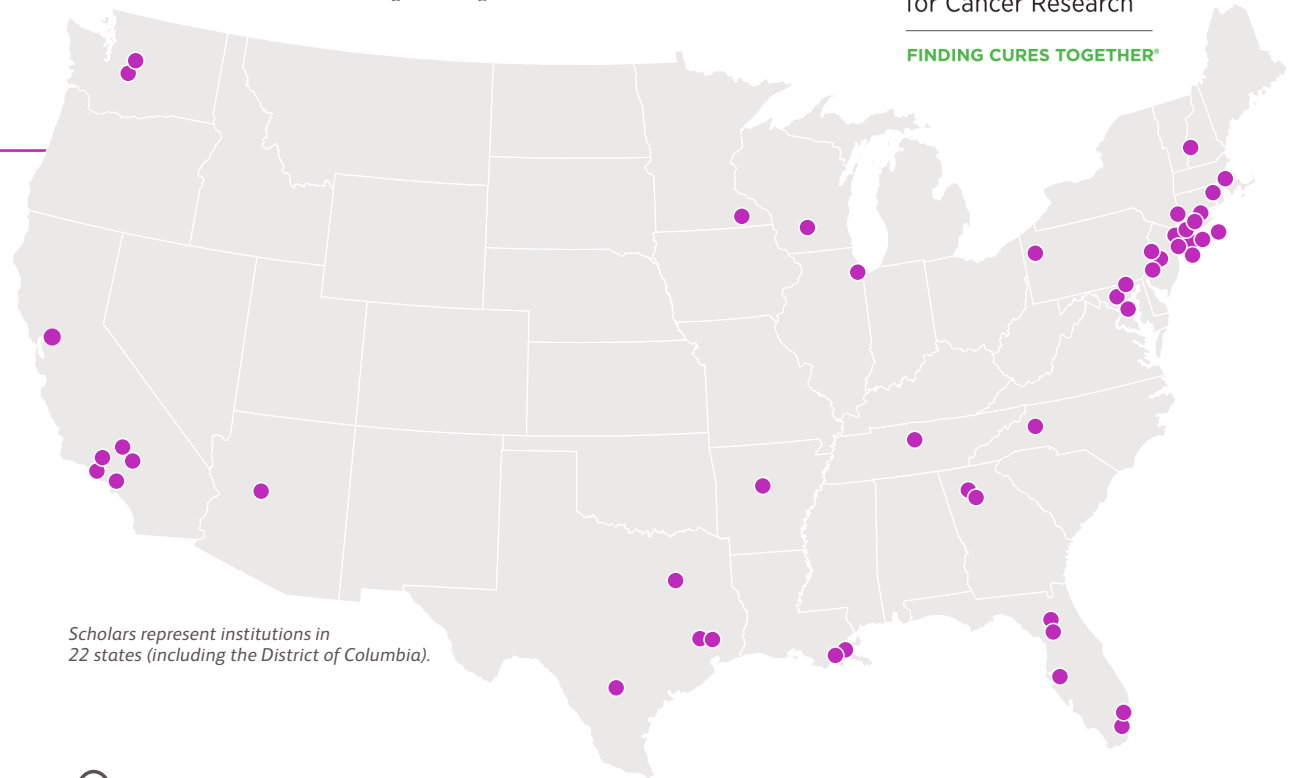 for Cancer Research
FINDING CURES TOGETHER®
Scholars represent institutions in
22 states (including the District of Columbia).